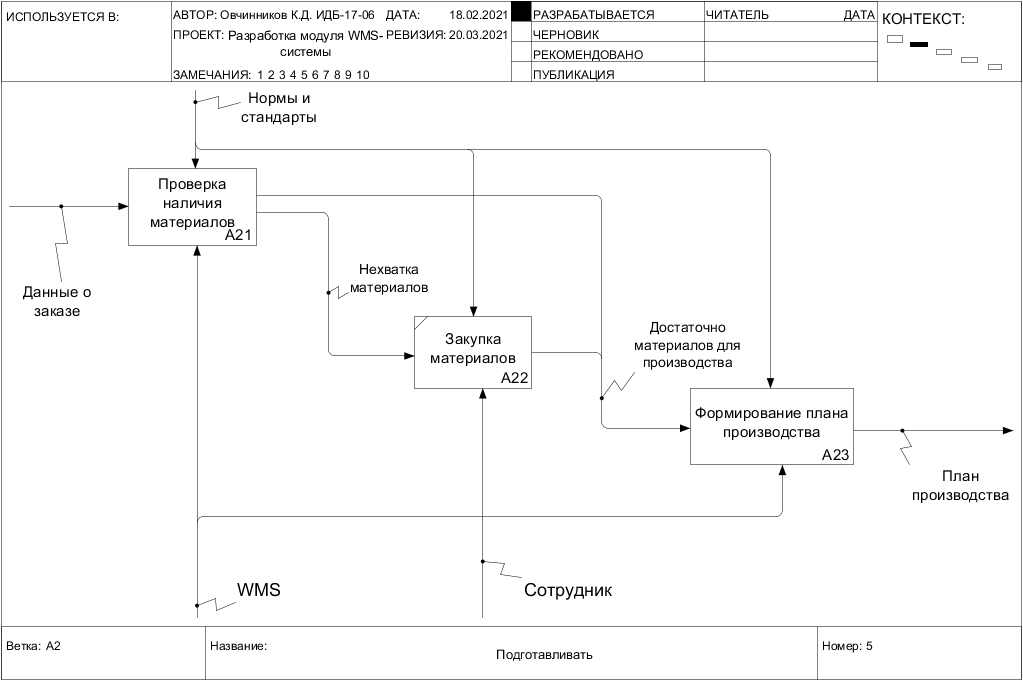 ИСПОЛЬЗУЕТСЯ В:
АВТОР: Овчинников К.Д. ИДБ-17-06 ДАТА: 18.02.2021
ПРОЕКТ: Разработка модуля WMS- РЕВИЗИЯ: 20.03.2021
системы
ЗАМЕЧАНИЯ: 1 2 3 4 5 6 7 8 9 10
РАЗРАБАТЫВАЕТСЯ
ЧЕРНОВИК
РЕКОМЕНДОВАНО
ПУБЛИКАЦИЯ
ЧИТАТЕЛЬ ДАТА
КОНТЕКСТ:
Нормы и
стандарты
Проверка
наличия
материалов
A21
Данные о
заказе
Нехватка
материалов
Закупка
материалов
A22
Достаточно
материалов для
производства
Формирование плана
производства
A23
План
производства
WMS
Сотрудник
Ветка: A2
Название:
Подготавливать
Номер: 5